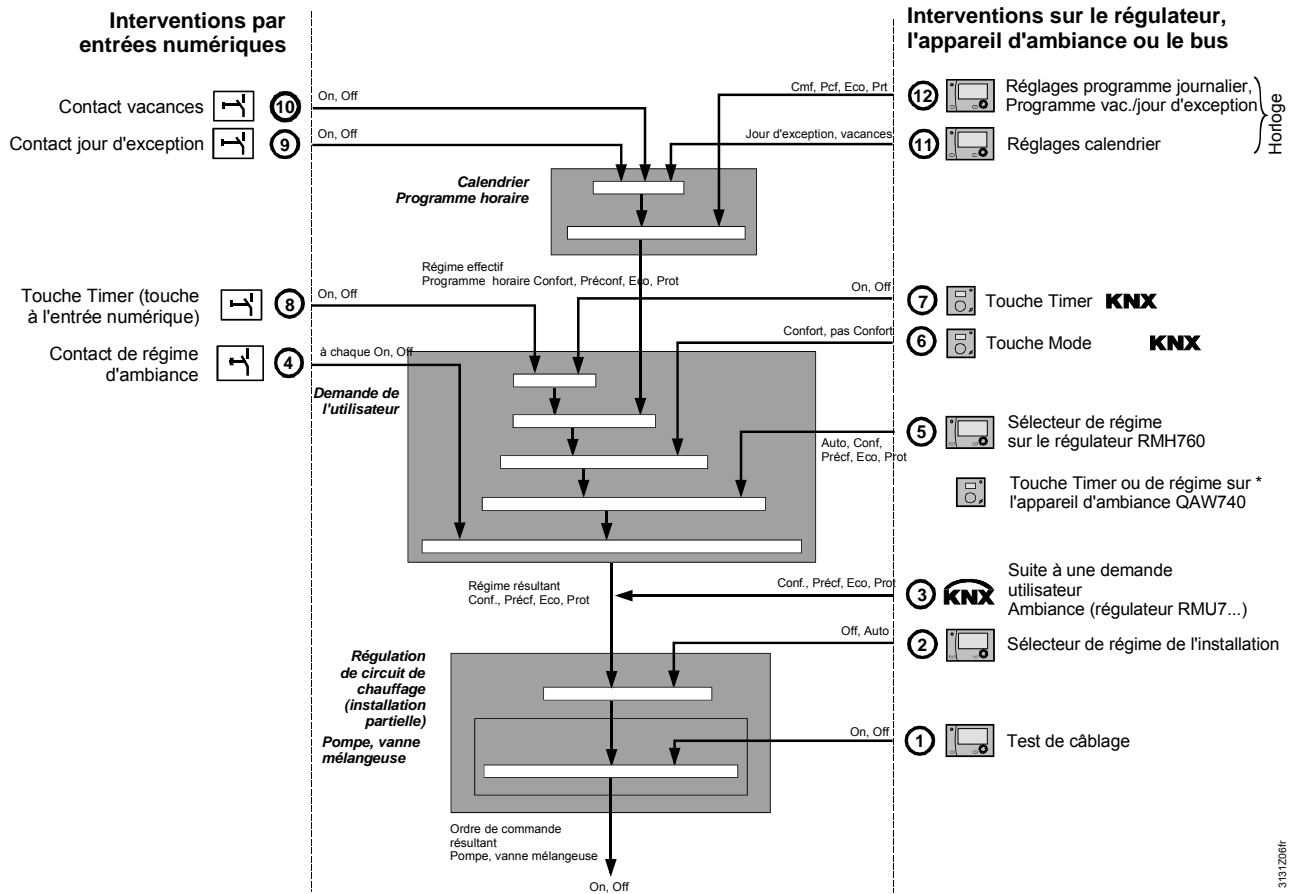 Interventions par
entrées numériques
Interventions sur le régulateur,
l'appareil d'ambiance ou le bus
Contact vacances
10
On, Off
Contact jour d'exception
9
On, Off
Cmf, Pcf, Eco, Prt
12
Réglages programme journalier,
Programme vac./jour d'exception
Jour d'exception, vacances
11
Réglages calendrier
Horloge
Calendrier
Programme horaire
Régime effectif
Programme horaire Confort, Préconf, Eco, Prot
Touche Timer (touche
à l'entrée numérique)
8
On, Off
On, Off
7
Touche Timer
KNX
Confort, pas Confort
6
Touche Mode
KNX
Contact de régime
d'ambiance
4
à chaque On, Off
Demande de
l'utilisateur
Auto, Conf,
Précf, Eco, Prot
5
Sélecteur de régime
sur le régulateur RMH760
Touche Timer ou de régime sur *
l'appareil d'ambiance QAW740
Régime résultant
Conf., Précf, Eco, Prot
Conf., Précf, Eco, Prot
3
KNX
Suite à une demande
utilisateur
Ambiance (régulateur RMU7...)
Off, Auto
2
Sélecteur de régime de l'installation
Régulation
de circuit de
chauffage
(installation
partielle)
Pompe, vanne
mélangeuse
On, Off
1
Test de câblage
Ordre de commande
résultant
Pompe, vanne mélangeuse
On, Off
3131Z06fr